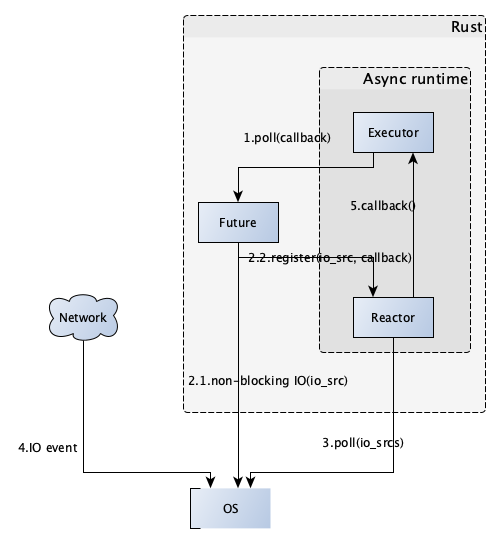 Rust
Async runtime
Executor
1.poll(callback)
5.callback()
Future
2.2.register(io_src, callback)
Network
Reactor
2.1.non-blocking IO(io_src)
3.poll(io_srcs)
4.IO event
OS